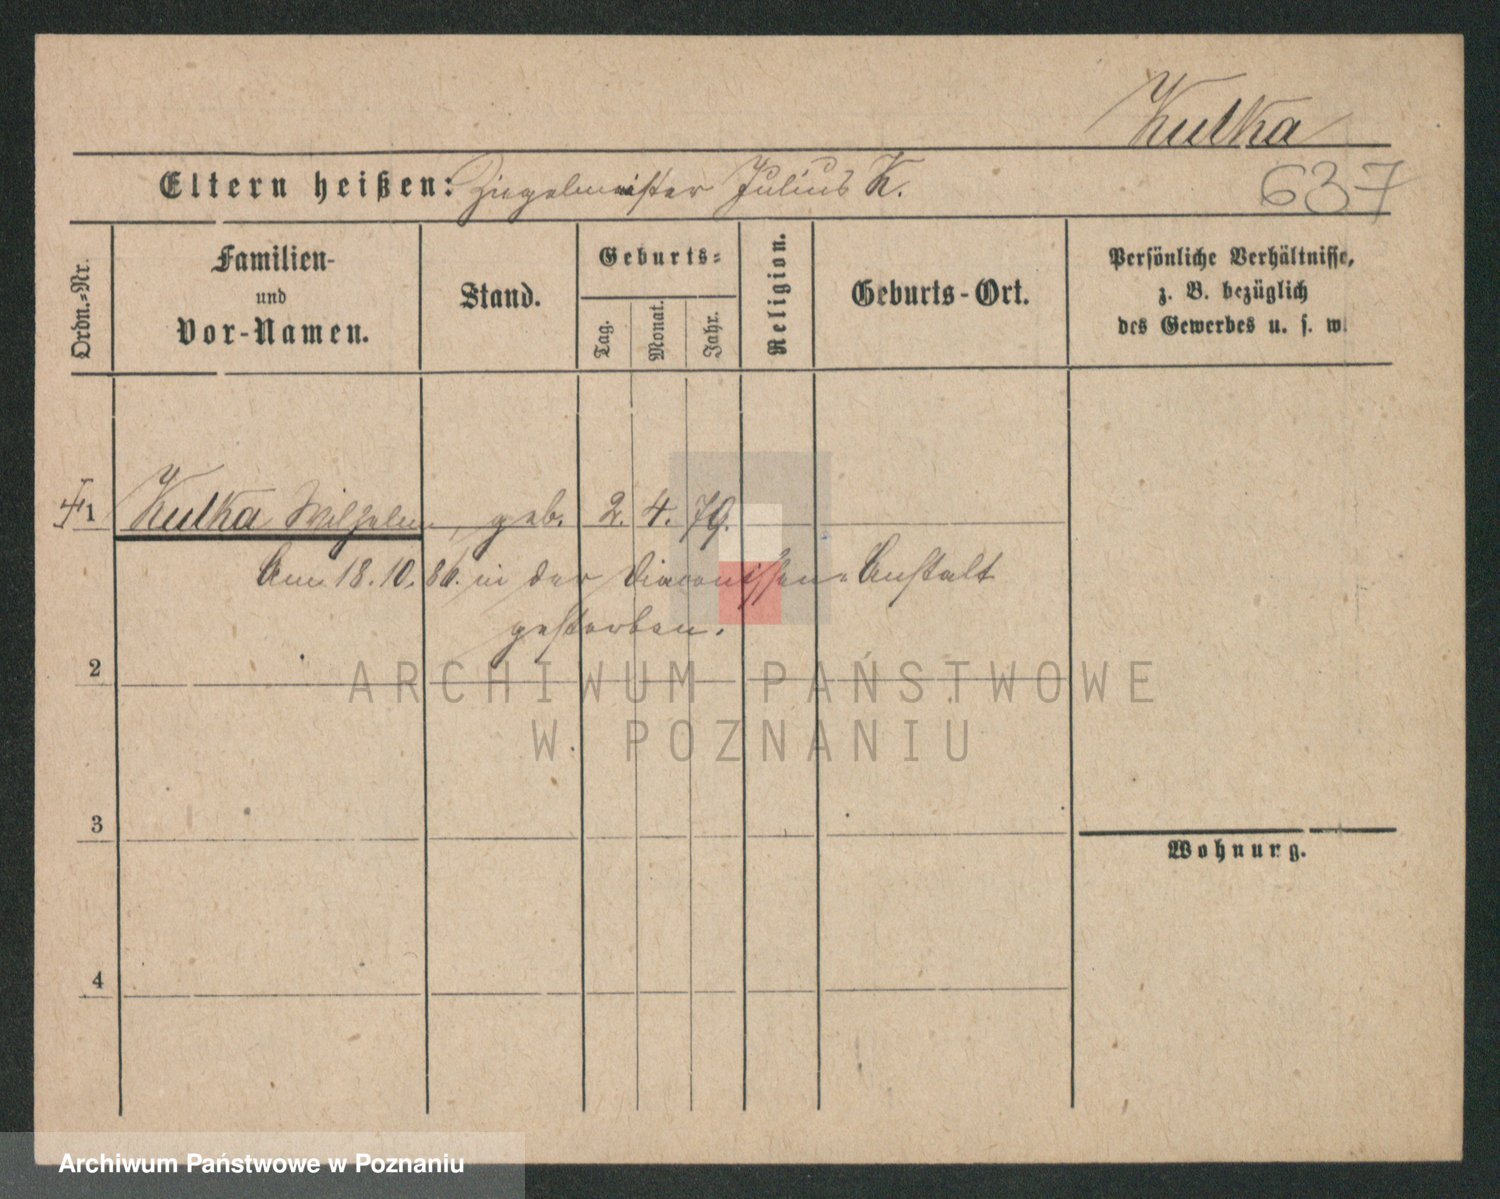 Kulka
Eltern heißen: Ziegelmeister Julius K.
637
Ordn.=Nr.
Familien-
und
Vor-Namen.
Stand.
Geburts=
Tag.
Monat.
Jahr.
Religion.
Geburts-Ort.
Persönliche Verhältnisse,
z. B. bezüglich
des Gewerbes u. s. w.
1 Kulka Wilhelm, geb. 2. 4. 79.
Am 18. 10. 86. in der Diaconissen-Anstalt
gestorben.
2
ARCHIWUM PAŃSTWOWE
W POZNANIU
3
Wohnung.
4
Archiwum Państwowe w Poznaniu